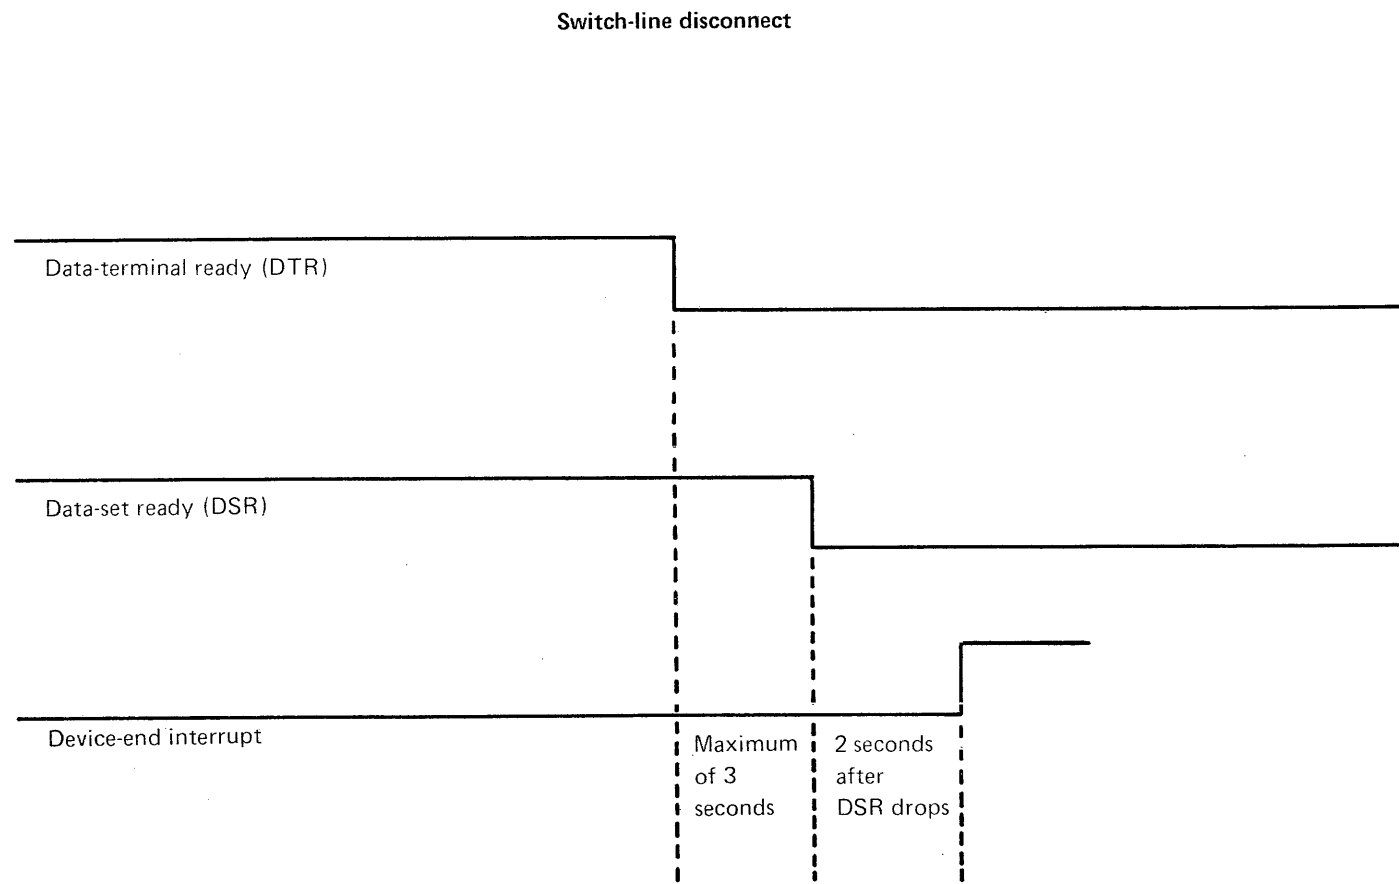 Switch-line disconnect
Data-terminal ready (DTR)
Data-set ready (DSR)
Device-end interrupt
Maximum
of 3
seconds
2 seconds
after
DSR drops